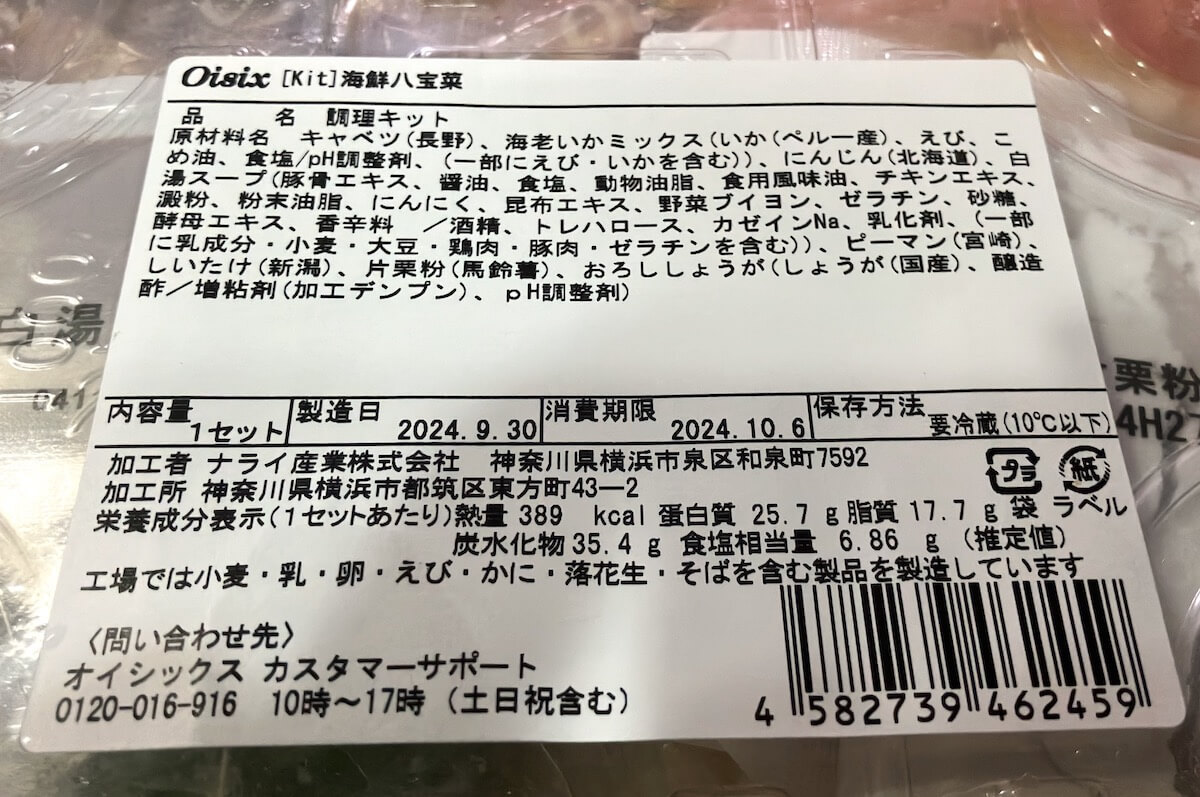 Oisix [Kit]海鮮八宝菜
品 名 調理キット
原材料名 キャベツ(長野)、海老いかミックス(いか(ペルー産)、えび、こ
め油、食塩/pH調整剤、(一部にえび・いかを含む))、にんじん(北海道)、白
湯スープ(豚骨エキス、醤油、食塩、動物油脂、食用風味油、チキンエキス、
澱粉、粉末油脂、にんにく、昆布エキス、野菜ブイヨン、ゼラチン、砂糖、
酵母エキス、香辛料 /酒精、トレハロース、カゼインNa、乳化剤、(一部
に乳成分・小麦・大豆・鶏肉・豚肉・ゼラチンを含む))、ピーマン(宮崎)、
しいたけ(新潟)、片栗粉(馬鈴薯)、おろししょうが(しょうが(国産)、醸造
酢/増粘剤(加工デンプン)、pH調整剤)
内容量 1セット 製造日 2024.9.30 消費期限 2024.10.6 保存方法 要冷蔵(10℃以下)
加工者 ナライ産業株式会社 神奈川県横浜市泉区和泉町7592
加工所 神奈川県横浜市都筑区東方町43―2
プラ 紙
栄養成分表示(1セットあたり)熱量 389 kcal 蛋白質 25.7 g 脂質 17.7 g 袋 ラベル
炭水化物 35.4 g 食塩相当量 6.86 g (推定値)
工場では小麦・乳・卵・えび・かに・落花生・そばを含む製品を製造しています
〈問い合わせ先〉
オイシックス カスタマーサポート
0120-016-916 10時～17時 (土日祝含む)
4 582739 462459
白湯
041
栗粉
4H27